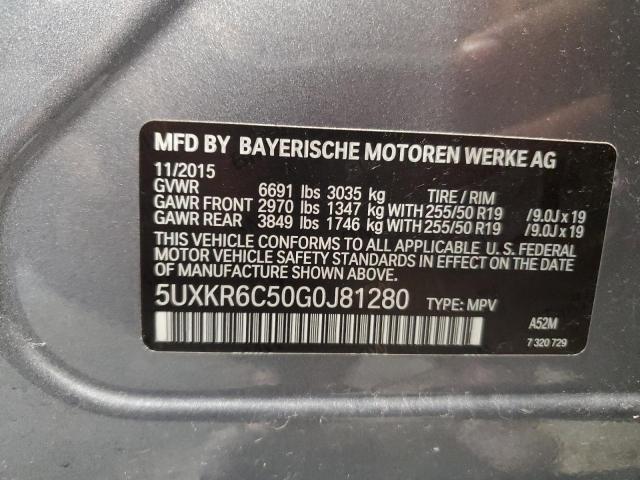 MFD BY BAYERISCHE MOTOREN WERKE AG
11/2015
GVWR 6691 lbs 3035 kg TIRE / RIM
GAWR FRONT 2970 lbs 1347 kg WITH 255/50 R19 /9.0J x 19
GAWR REAR 3849 lbs 1746 kg WITH 255/50 R19 /9.0J x 19
THIS VEHICLE CONFORMS TO ALL APPLICABLE U. S. FEDERAL
MOTOR VEHICLE SAFETY STANDARDS IN EFFECT ON THE DATE
OF MANUFACTURE SHOWN ABOVE.
5UXKR6C50G0J81280 TYPE: MPV
A52M
7 320 729